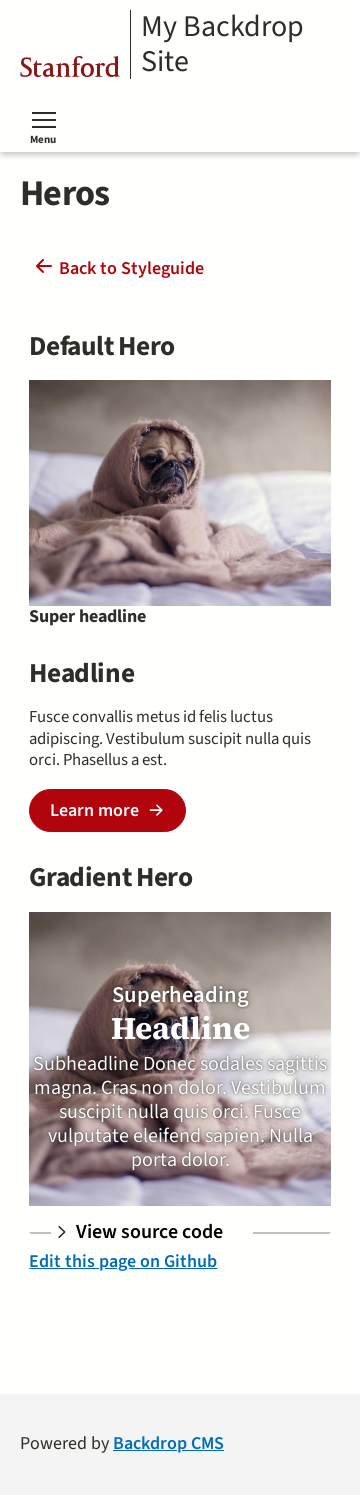 Stanford
My Backdrop
Site
Menu
Heros
Back to Styleguide
Default Hero
Super headline
Headline
Fusce convallis metus id felis luctus
adipiscing. Vestibulum suscipit nulla quis
orci. Phasellus a est.
Learn more
Gradient Hero
Superheading
Headline
Subheadline Donec sodales sagittis
magna. Cras non dolor. Vestibulum
suscipit nulla quis orci. Fusce
vulputate eleifend sapien. Nulla
porta dolor.
View source code
Edit this page on Github
Powered by Backdrop CMS